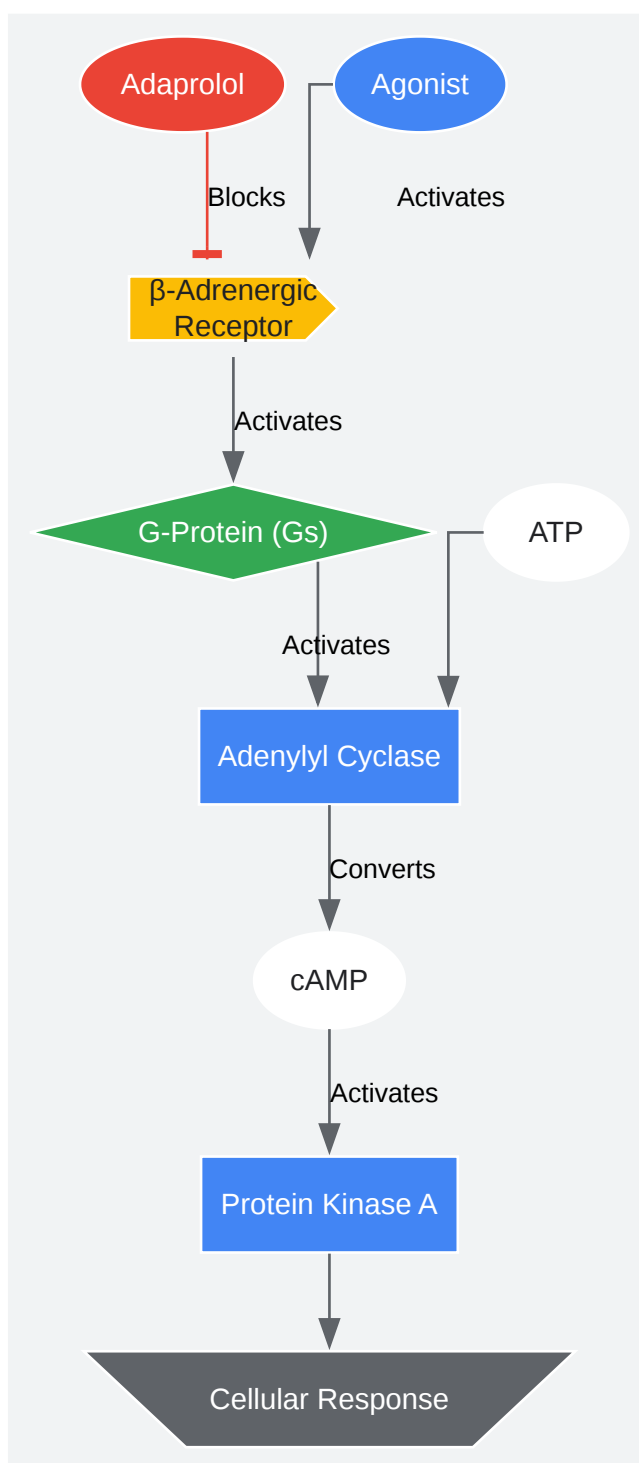 Adaprolol
Agonist
Blocks
Activates
β-Adrenergic
Receptor
Activates
G-Protein (Gs)
ATP
Activates
Adenylyl Cyclase
Converts
cAMP
Activates
Protein Kinase A
Cellular Response